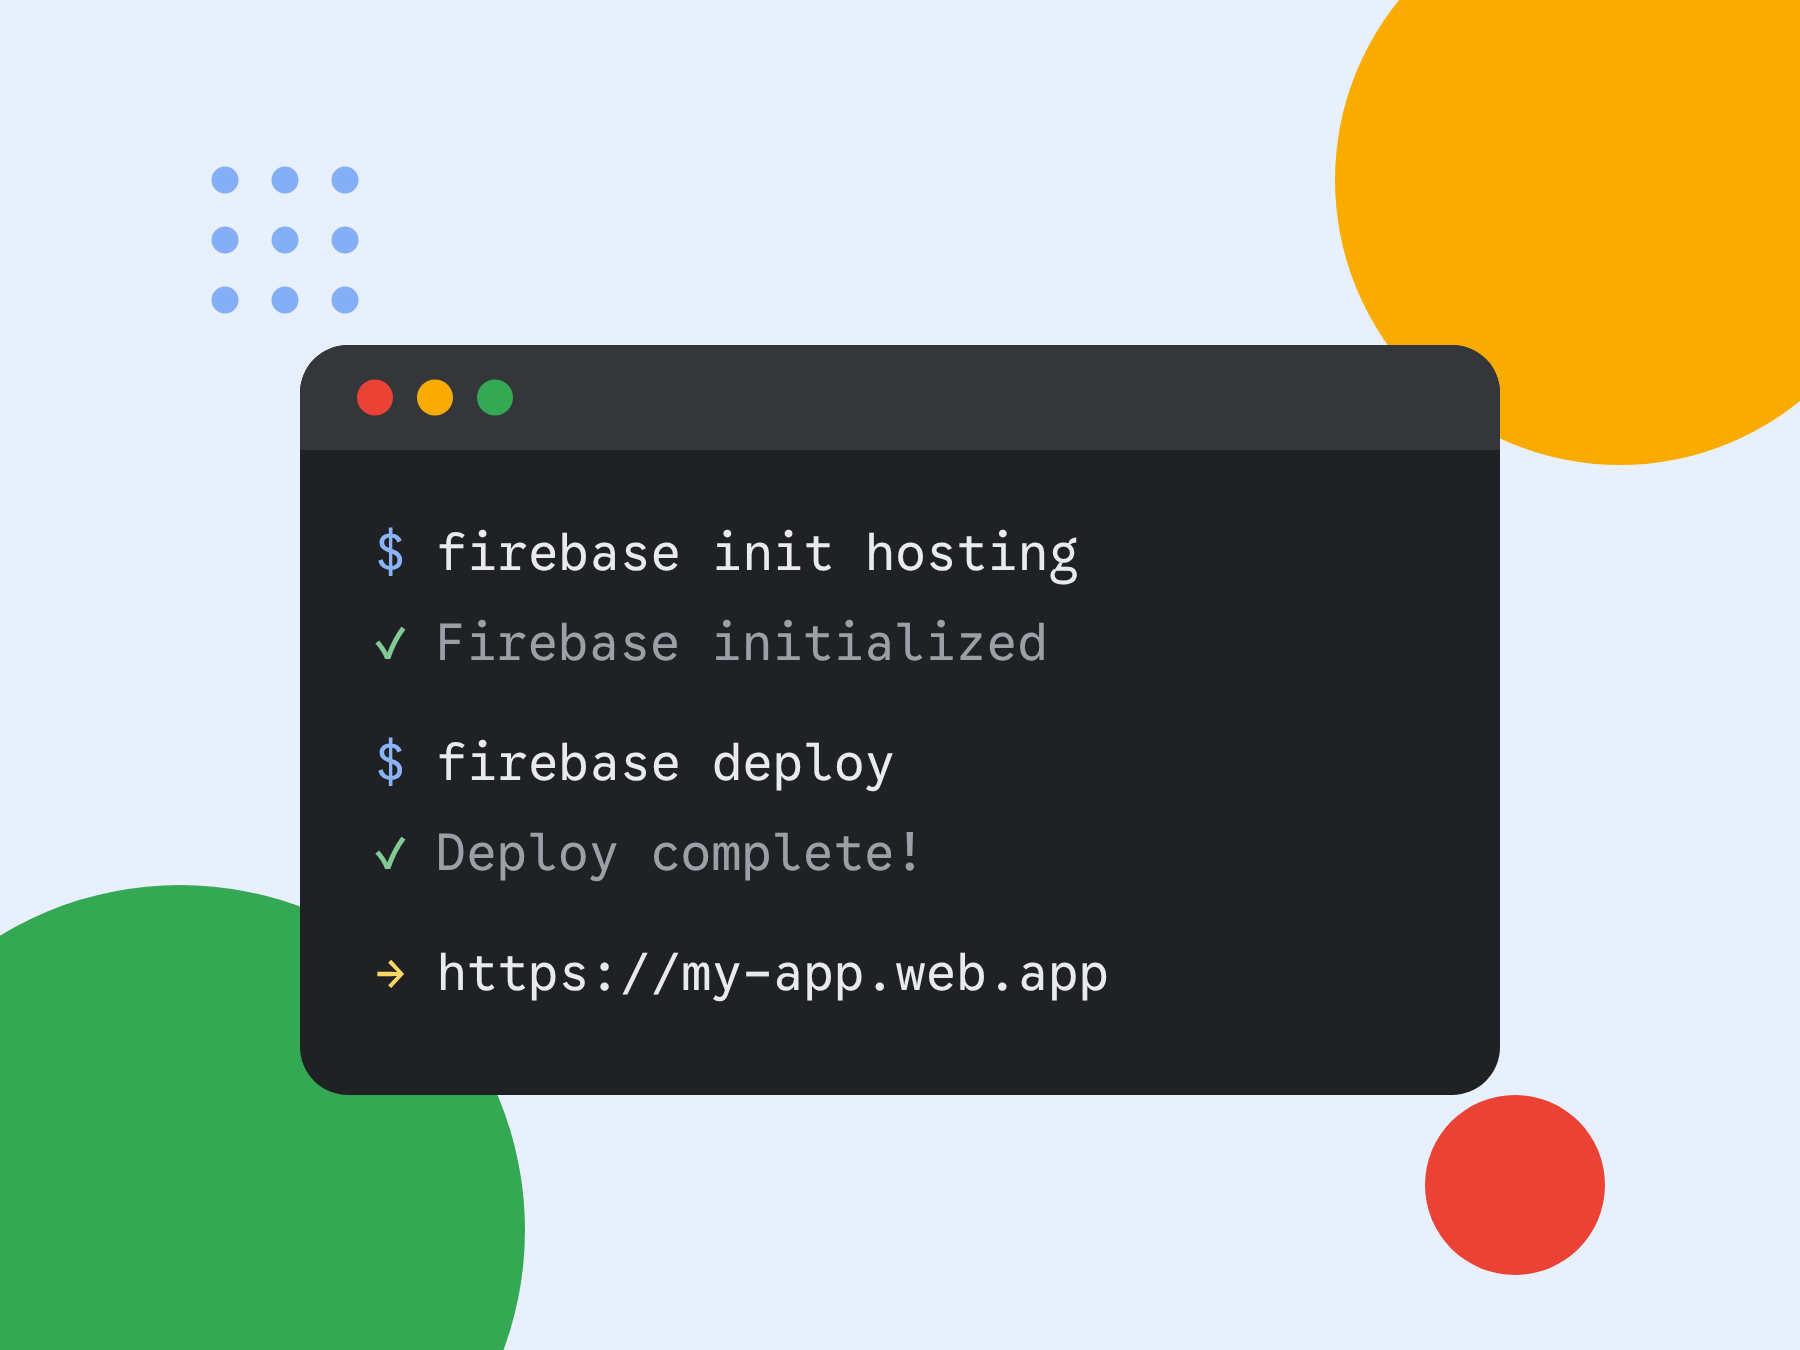 $ firebase init hosting
✓ Firebase initialized
$ firebase deploy
✓ Deploy complete!
→ https://my-app.web.app